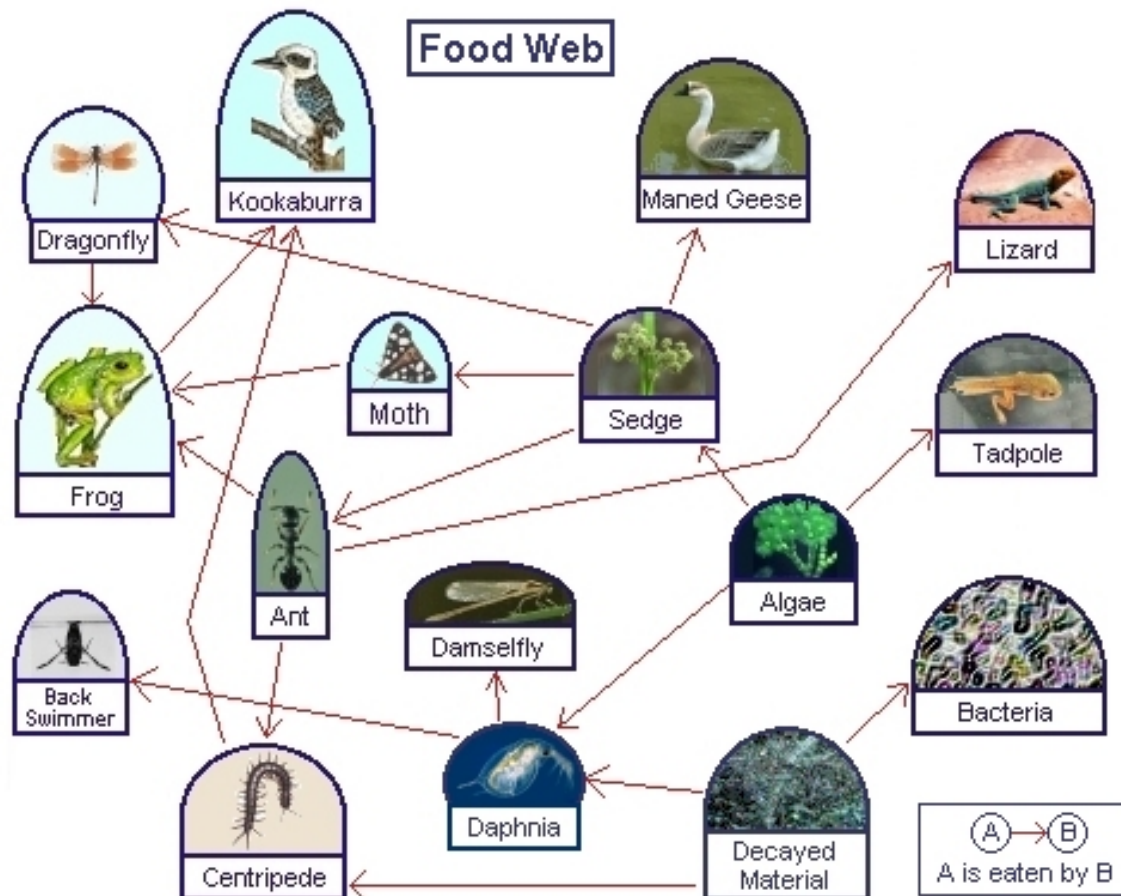 Food Web
Kookaburra
Maned Geese
Dragonfly
Lizard
Moth
Sedge
Tadpole
Frog
Ant
Algae
Damselfly
Back
Swimmer
Bacteria
Daphnia
Centripede
Decayed
Material
A B
A is eaten by B